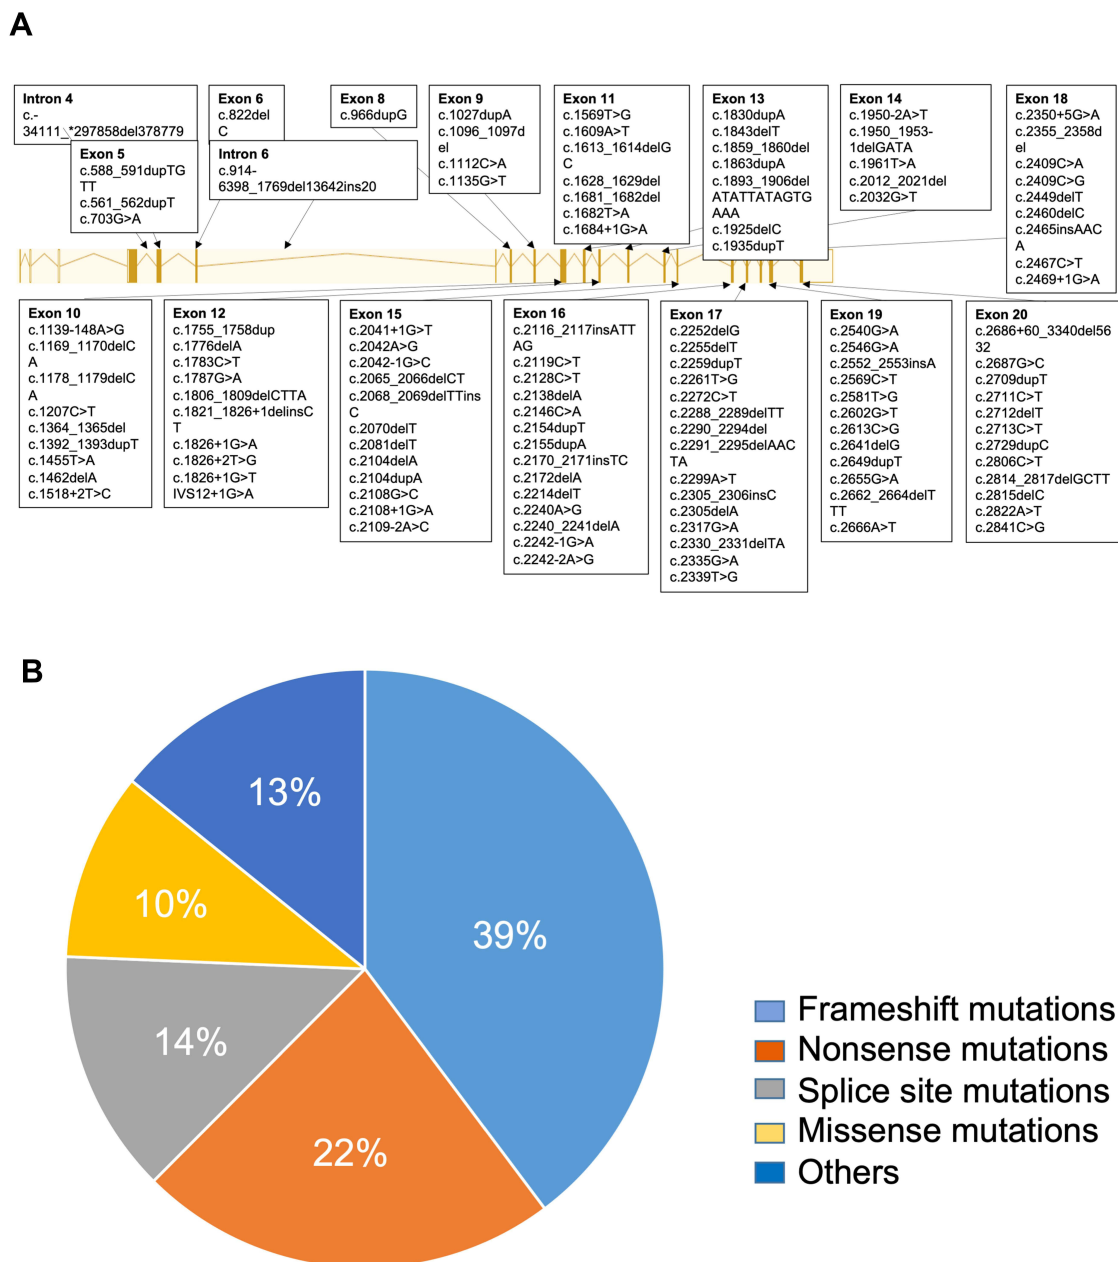 A
Intron 4
c.-
34111_*297858del378779
Exon 5
c.588_591dupTG
TT
c.561_562dupT
c.703G>A
Exon 6
c.822del
C
Intron 6
c.914-
6398_1769del13642ins20
Exon 8
c.966dupG
Exon 9
c.1027dupA
c.1096_1097d
el
c.1112C>A
c.1135G>T
Exon 11
c.1569T>G
c.1609A>T
c.1613_1614delG
C
c.1628_1629del
c.1681_1682del
c.1682T>A
c.1684+1G>A
Exon 13
c.1830dupA
c.1843delT
c.1859_1860del
c.1863dupA
c.1893_1906del
ATATTATAGTG
AAA
c.1925delC
c.1935dupT
Exon 14
c.1950-2A>T
c.1950_1953-
1delGATA
c.1961T>A
c.2012_2021del
c.2032G>T
Exon 18
c.2350+5G>A
c.2355_2358d
el
c.2409C>A
c.2409C>G
c.2449delT
c.2460delC
c.2465insAAC
A
c.2467C>T
c.2469+1G>A
Exon 10
c.1139-148A>G
c.1169_1170delC
A
c.1178_1179delC
A
c.1207C>T
c.1364_1365del
c.1392_1393dupT
c.1455T>A
c.1462delA
c.1518+2T>C
Exon 12
c.1755_1758dup
c.1776delA
c.1783C>T
c.1787G>A
c.1806_1809delCTTA
c.1821_1826+1delinsC
T
c.1826+1G>A
c.1826+2T>G
c.1826+1G>T
IVS12+1G>A
Exon 15
c.2041+1G>T
c.2042A>G
c.2042-1G>C
c.2065_2066delCT
c.2068_2069delTTins
C
c.2070delT
c.2081delT
c.2104delA
c.2104dupA
c.2108G>C
c.2108+1G>A
c.2109-2A>C
Exon 16
c.2116_2117insATT
AG
c.2119C>T
c.2128C>T
c.2138delA
c.2146C>A
c.2154dupT
c.2155dupA
c.2170_2171insTC
c.2172delA
c.2214delT
c.2240A>G
c.2240_2241delA
c.2242-1G>A
c.2242-2A>G
Exon 17
c.2252delG
c.2255delT
c.2259dupT
c.2261T>G
c.2272C>T
c.2288_2289delTT
c.2290_2294del
c.2291_2295delAAC
TA
c.2299A>T
c.2305_2306insC
c.2305delA
c.2317G>A
c.2330_2331delTA
c.2335G>A
c.2339T>G
Exon 19
c.2540G>A
c.2546G>A
c.2552_2553insA
c.2569C>T
c.2581T>G
c.2602G>T
c.2613C>G
c.2641delG
c.2649dupT
c.2655G>A
c.2662_2664delT
TT
c.2666A>T
Exon 20
c.2686+60_3340del56
32
c.2687G>C
c.2709dupT
c.2711C>T
c.2712delT
c.2713C>T
c.2729dupC
c.2806C>T
c.2814_2817delGCTT
c.2815delC
c.2822A>T
c.2841C>G
B
13%
39%
10%
14%
22%
Frameshift mutations
Nonsense mutations
Splice site mutations
Missense mutations
Others